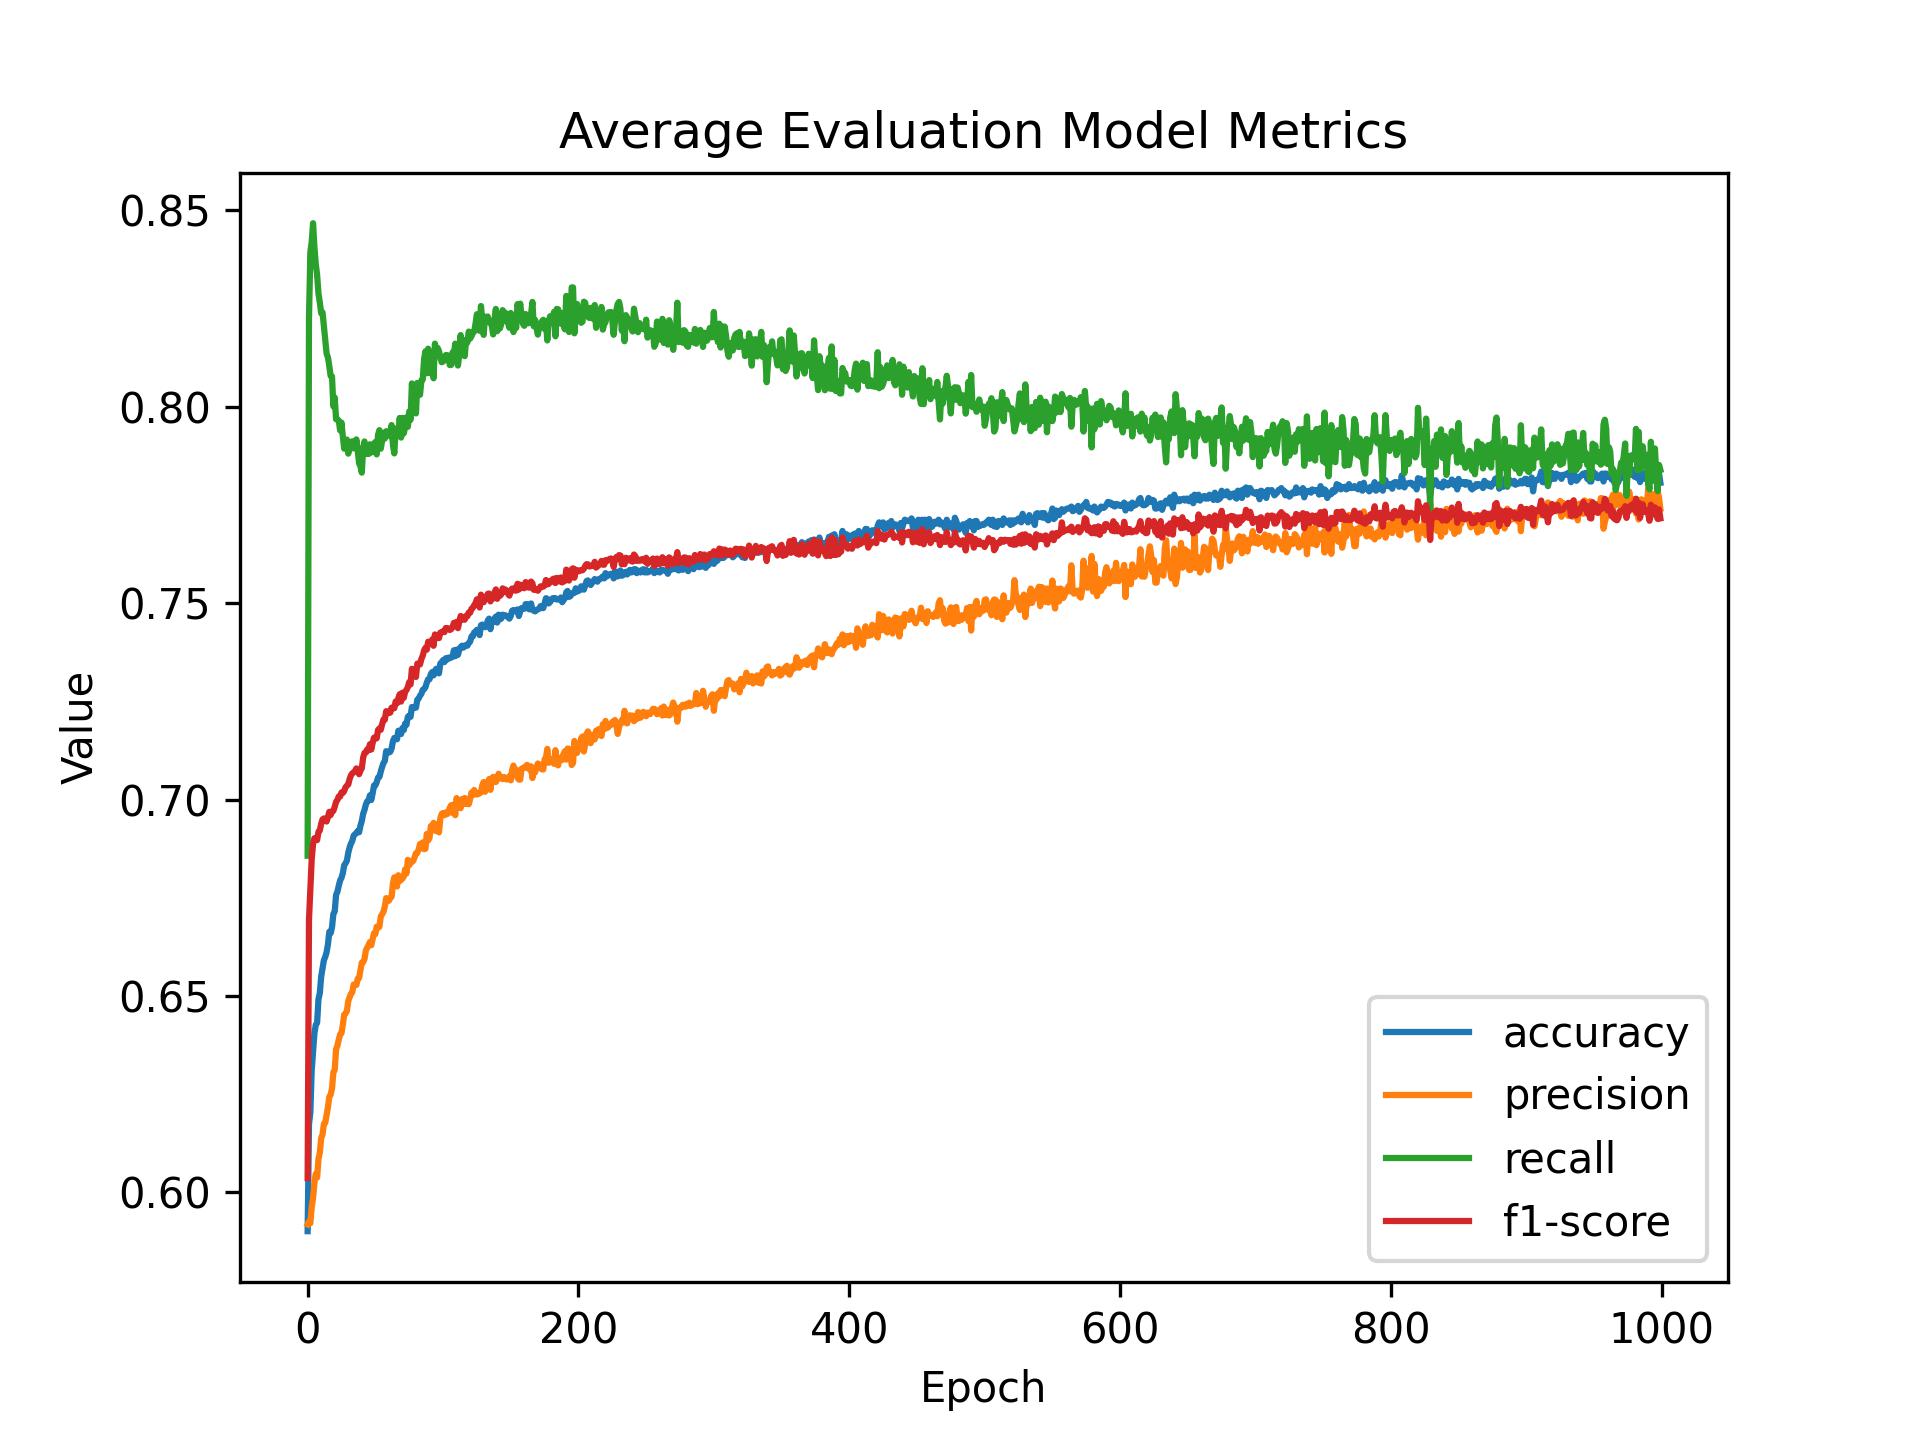 Average Evaluation Model Metrics
0.85
0.80
0.75
0.70
0.65
0.60
Value
0 200 400 600 800 1000
Epoch
accuracy
precision
recall
f1-score